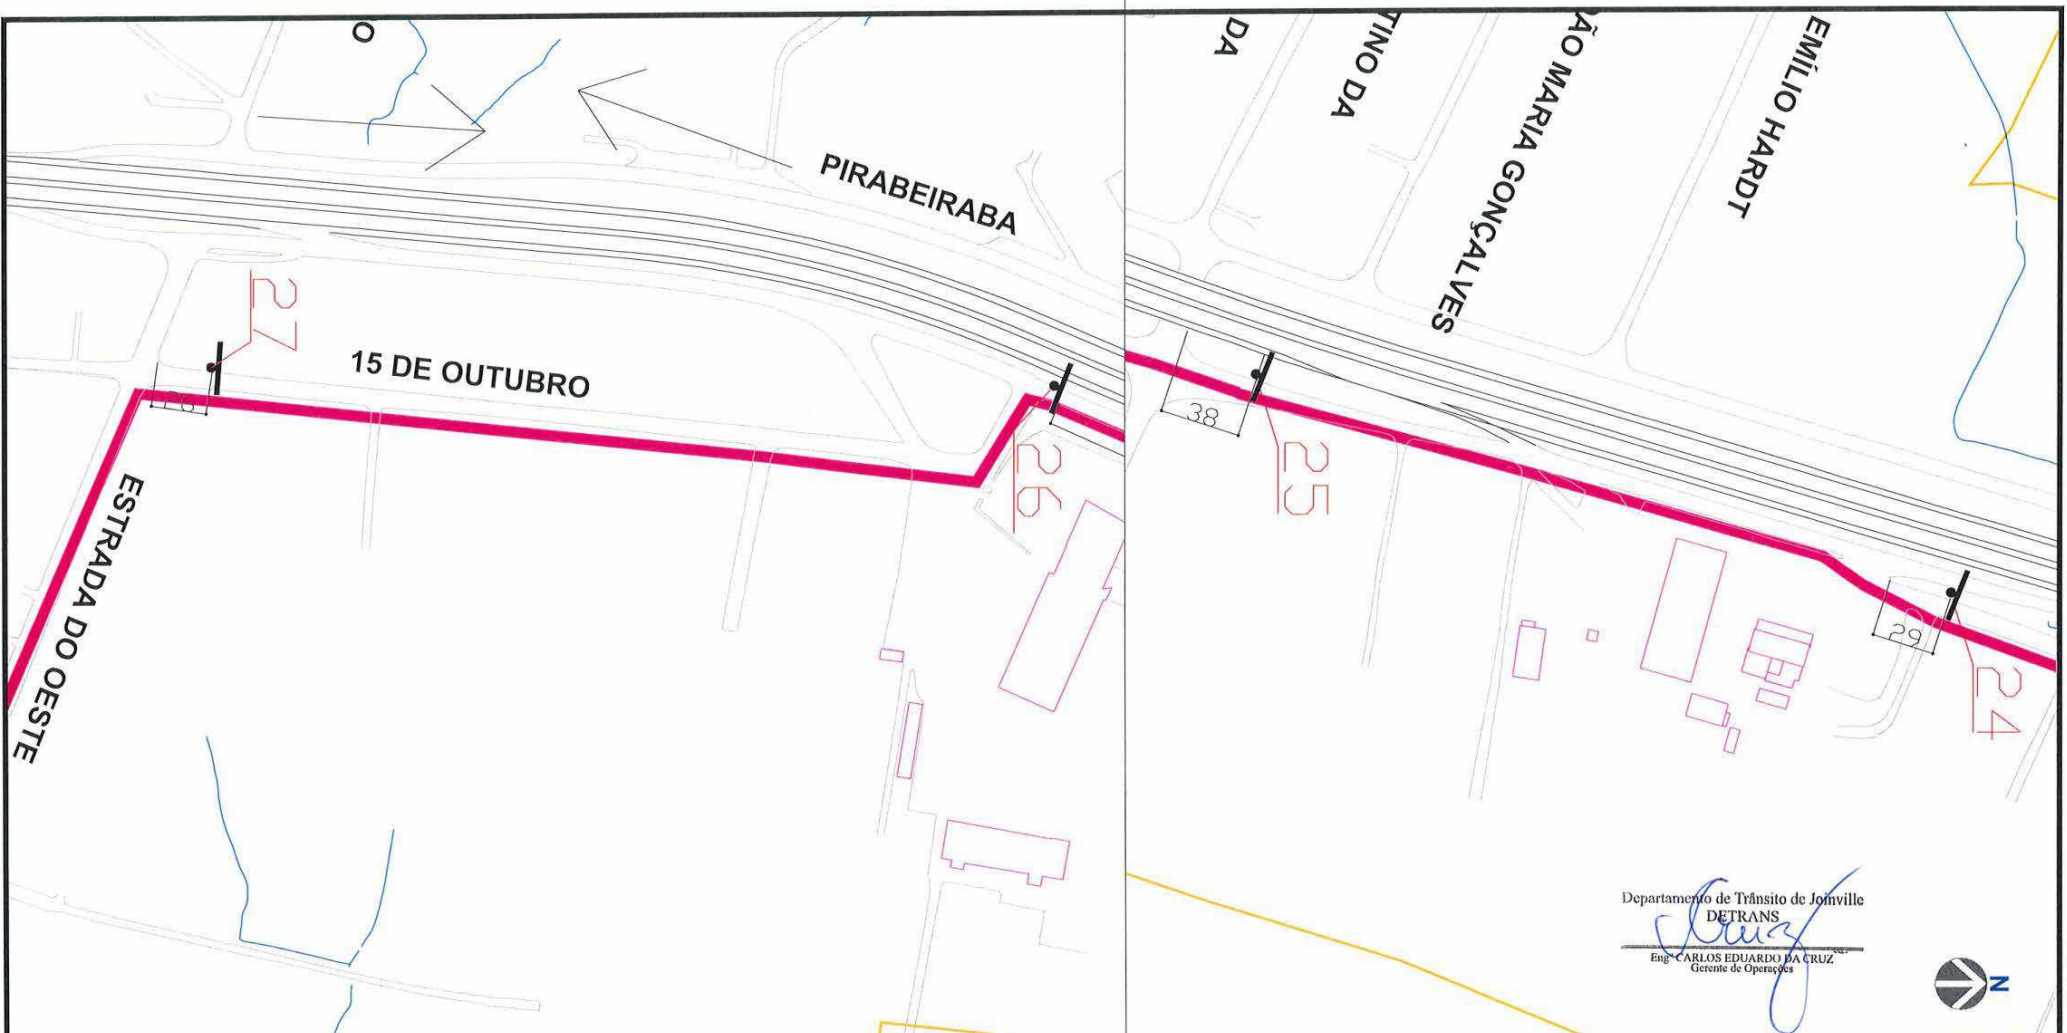 O
PIRABEIRABA
DA
TINO DA
ÃO MARIA GONÇALVES
EMÍLIO HARDT
27
15 DE OUTUBRO
26
26
ESTRADA DO OESTE
38
25
29
24
Departamento de Trânsito de Joinville
DETRANS
Engº CARLOS EDUARDO DA CRUZ
Gerente de Operações
N